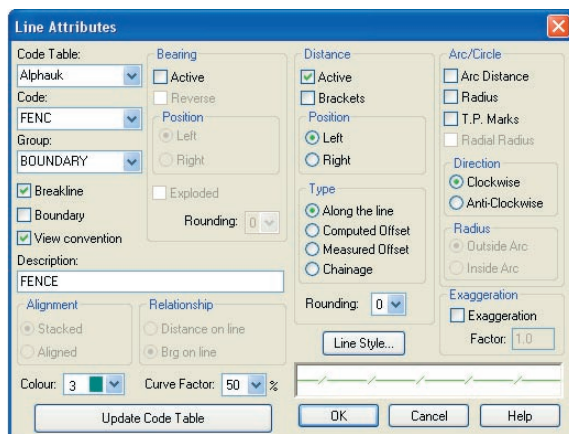 Line Attributes
Code Table:
Alphauk
Code:
FENC
Group:
BOUNDARY
Breakline
Boundary
View convention
Description:
FENCE
Alignment
Stacked
Aligned
Relationship
Distance on line
Brg on line
Colour: 3
Curve Factor: 50 %
Update Code Table
Bearing
Active
Reverse
Position
Left
Right
Exploded
Rounding: 0
Distance
Active
Brackets
Position
Left
Right
Type
Along the line
Computed Offset
Measured Offset
Chainage
Rounding: 0
Line Style...
Arc/Circle
Arc Distance
Radius
T.P. Marks
Radial Radius
Direction
Clockwise
Anti-Clockwise
Radius
Outside Arc
Inside Arc
Exaggeration
Exaggeration
Factor: 1.0
OK
Cancel
Help